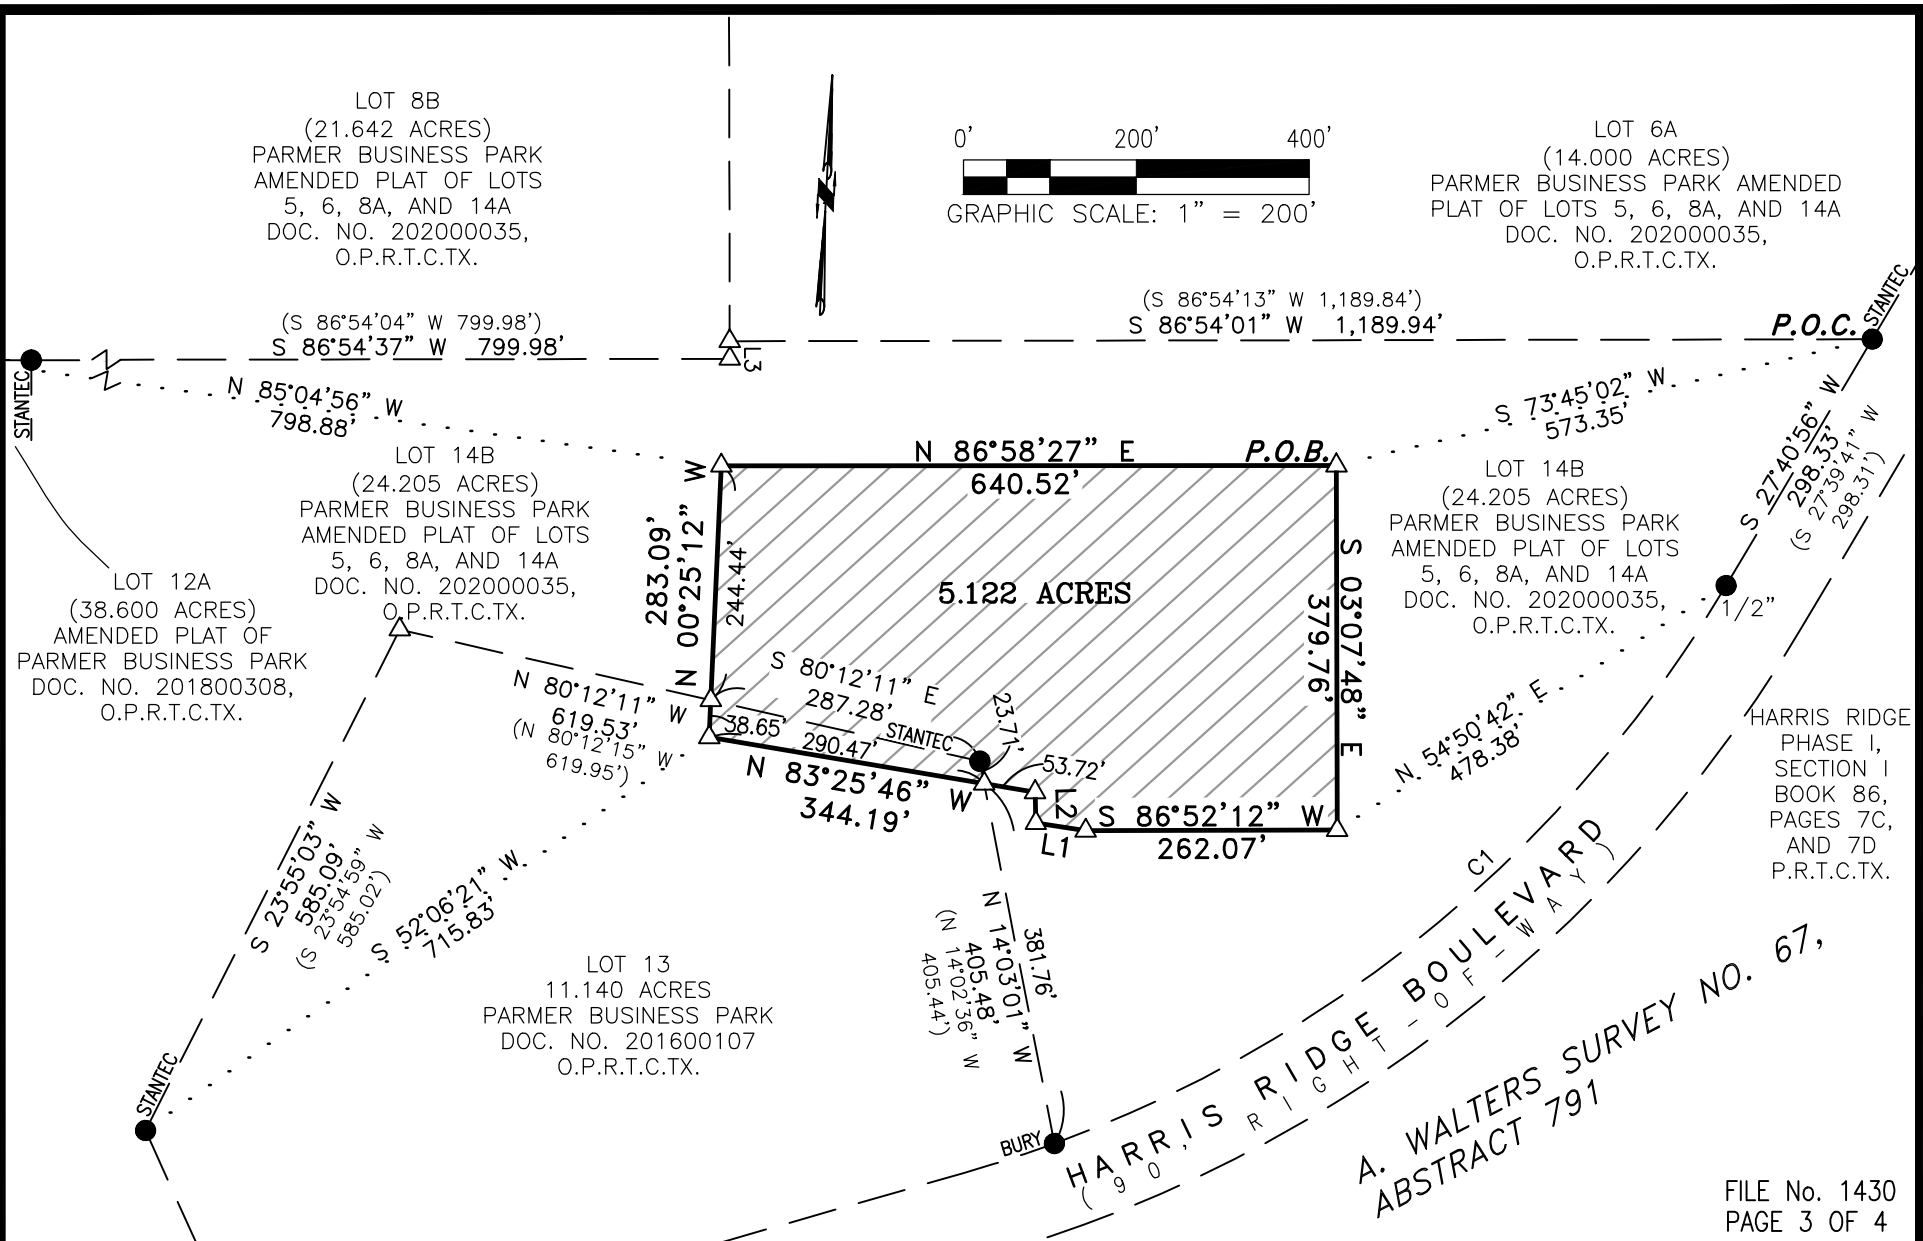 LOT 8B
(21.642 ACRES)
PARMER BUSINESS PARK
AMENDED PLAT OF LOTS
5, 6, 8A, AND 14A
DOC. NO. 202000035,
O.P.R.T.C.TX.
0' 200' 400'
GRAPHIC SCALE: 1" = 200'
LOT 6A
(14.000 ACRES)
PARMER BUSINESS PARK AMENDED
PLAT OF LOTS 5, 6, 8A, AND 14A
DOC. NO. 202000035,
O.P.R.T.C.TX.
(S 86°54'04" W 799.98')
S 86°54'37" W 799.98'
(S 86°54'13" W 1,189.84')
S 86°54'01" W 1,189.94'
P.O.C.
STANTEC
L3
STANTEC
N 85°04'56" W
798.88'
S 73°45'02" W
573.35'
S 27°40'56" W
298.33'
(S 27°39'41" W
298.31')
N 86°58'27" E
640.52'
P.O.B.
LOT 14B
(24.205 ACRES)
PARMER BUSINESS PARK
AMENDED PLAT OF LOTS
5, 6, 8A, AND 14A
DOC. NO. 202000035,
O.P.R.T.C.TX.
LOT 14B
(24.205 ACRES)
PARMER BUSINESS PARK
AMENDED PLAT OF LOTS
5, 6, 8A, AND 14A
DOC. NO. 202000035,
O.P.R.T.C.TX.
N 00°25'12" W
283.09'
244.44'
5.122 ACRES
S 03°07'48" E
379.76'
1/2"
LOT 12A
(38.600 ACRES)
AMENDED PLAT OF
PARMER BUSINESS PARK
DOC. NO. 201800308,
O.P.R.T.C.TX.
N 80°12'11" W
619.53'
(N 80°12'15" W
619.95')
S 80°12'11" E
287.28'
STANTEC
23.71'
38.65'
290.47'
53.72'
N 83°25'46" W
344.19'
L2
L1
S 86°52'12" W
262.07'
N 54°50'42" E
478.38'
HARRIS RIDGE
PHASE I,
SECTION I
BOOK 86,
PAGES 7C,
AND 7D
P.R.T.C.TX.
S 23°55'03" W
585.09'
(S 23°54'59" W
585.02')
S 52°06'21" W
715.83'
C1
381.76'
N 14°03'01" W
405.48'
(N 14°02'36" W
405.44')
LOT 13
11.140 ACRES
PARMER BUSINESS PARK
DOC. NO. 201600107
O.P.R.T.C.TX.
STANTEC
BURY
HARRIS RIDGE BOULEVARD
(90' RIGHT-OF-WAY)
A. WALTERS SURVEY NO. 67,
ABSTRACT 791
FILE No. 1430
PAGE 3 OF 4